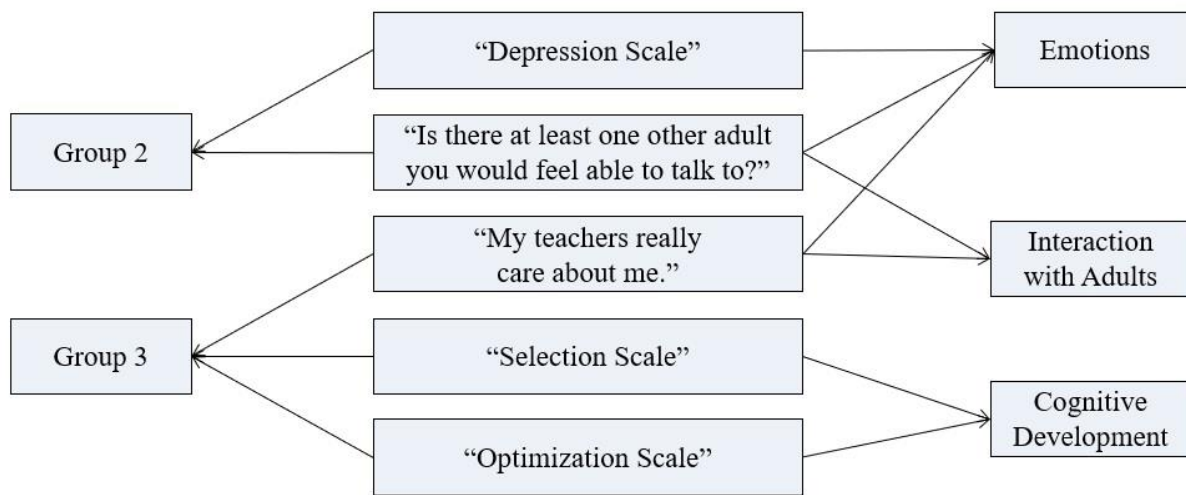 Group 2
Group 3
“Depression Scale”
“Is there at least one other adult
you would feel able to talk to?”
“My teachers really
care about me.”
“Selection Scale”
“Optimization Scale”
Emotions
Interaction
with Adults
Cognitive
Development